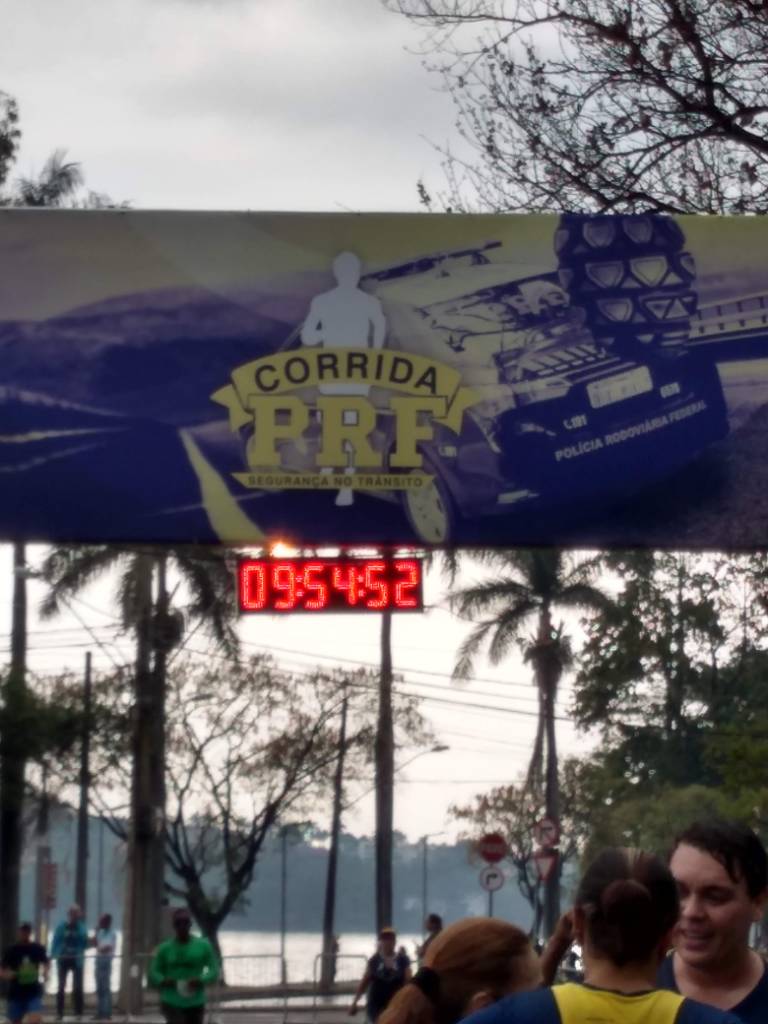 CORRIDA
PRF
SEGURANÇA NO TRÂNSITO
POLÍCIA RODOVIÁRIA FEDERAL
09:54:52